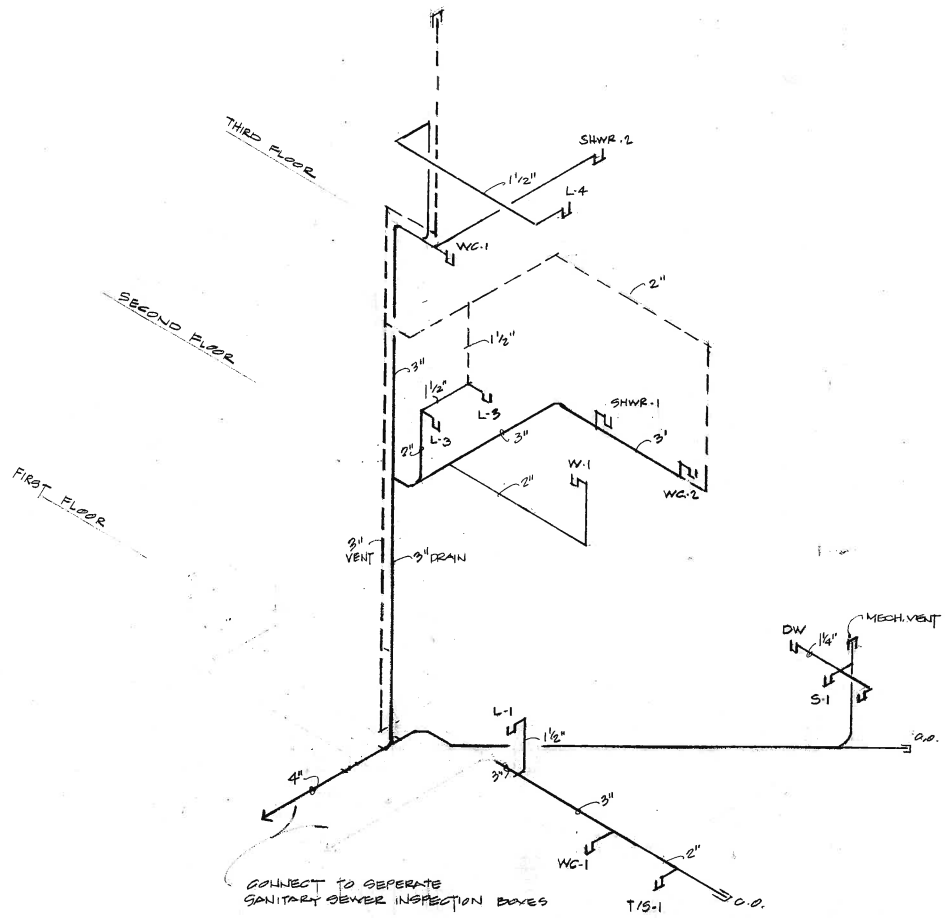 THIRD FLOOR
SHWR.2
1 1/2"
L-4
WC.1
SECOND FLOOR
2"
1 1/2"
3"
1 1/2"
L-3
L-3
2"
3"
SHWR-1
3'
W-1
WC-2
2"
FIRST FLOOR
3"
VENT
3" DRAIN
MECH.VENT
DW
1 1/4"
S-1
L-1
1 1/2"
C.O.
4"
3"
3"
WC-1
2"
T/S-1
C.O.
CONNECT TO SEPERATE
SANITARY SEWER INSPECTION BOXES